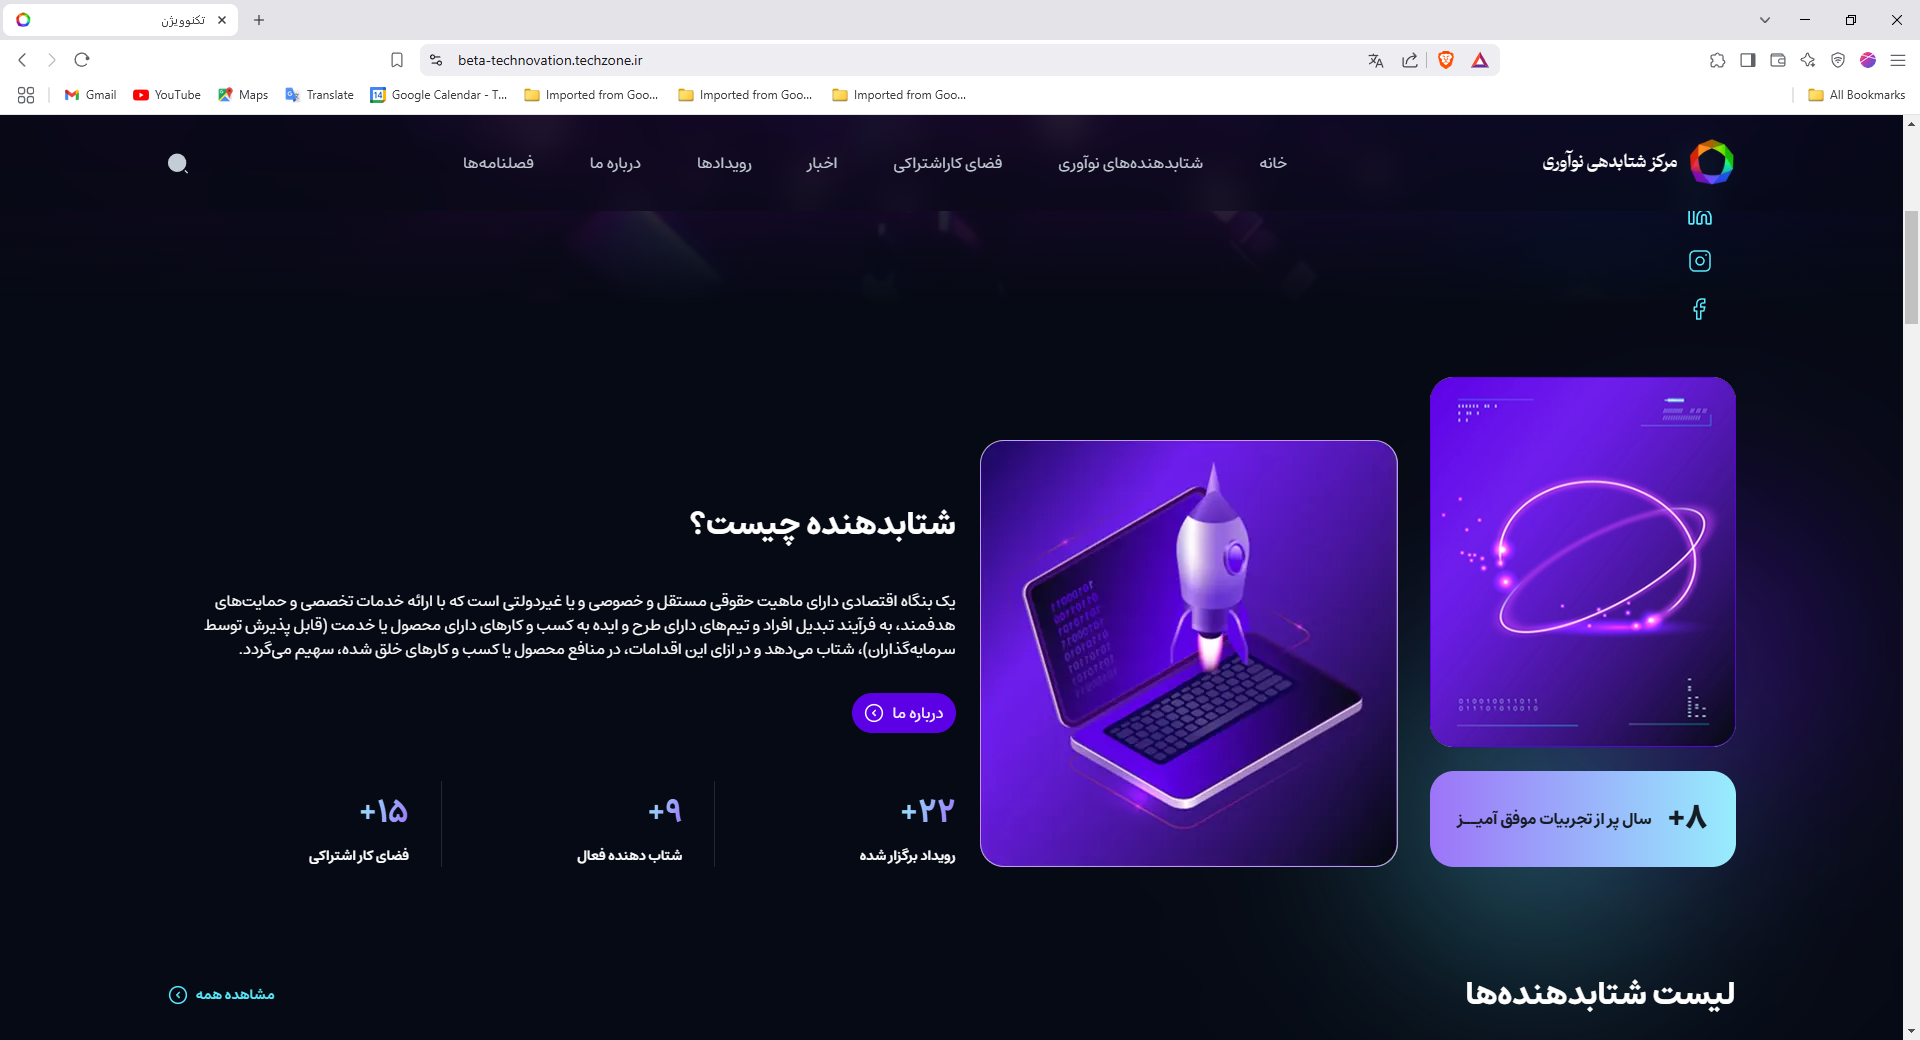 تکنوویژن
beta-technovation.techzone.ir
Gmail
YouTube
Maps
Translate
Google Calendar - T...
Imported from Goo...
Imported from Goo...
Imported from Goo...
All Bookmarks
مرکز شتابدهی نوآوری
خانه
شتابدهنده‌های نوآوری
فضای کاراشتراکی
اخبار
رویدادها
درباره ما
فصلنامه‌ها
شتابدهنده چیست؟
یک بنگاه اقتصادی دارای ماهیت حقوقی مستقل و خصوصی و یا غیردولتی است که با ارائه خدمات تخصصی و حمایت‌های
هدفمند، به فرآیند تبدیل افراد و تیم‌های دارای طرح و ایده به کسب و کارهای دارای محصول یا خدمت (قابل پذیرش توسط
سرمایه‌گذاران)، شتاب می‌دهد و در ازای این اقدامات، در منافع محصول یا کسب و کارهای خلق شده، سهیم می‌گردد.
درباره ما
۲۲+
رویداد برگزار شده
۹+
شتاب دهنده فعال
۱۵+
فضای کار اشتراکی
010010011011
011101010010
۸+
سال پر از تجربیات موفق آمیــز
لیست شتابدهنده‌ها
مشاهده همه